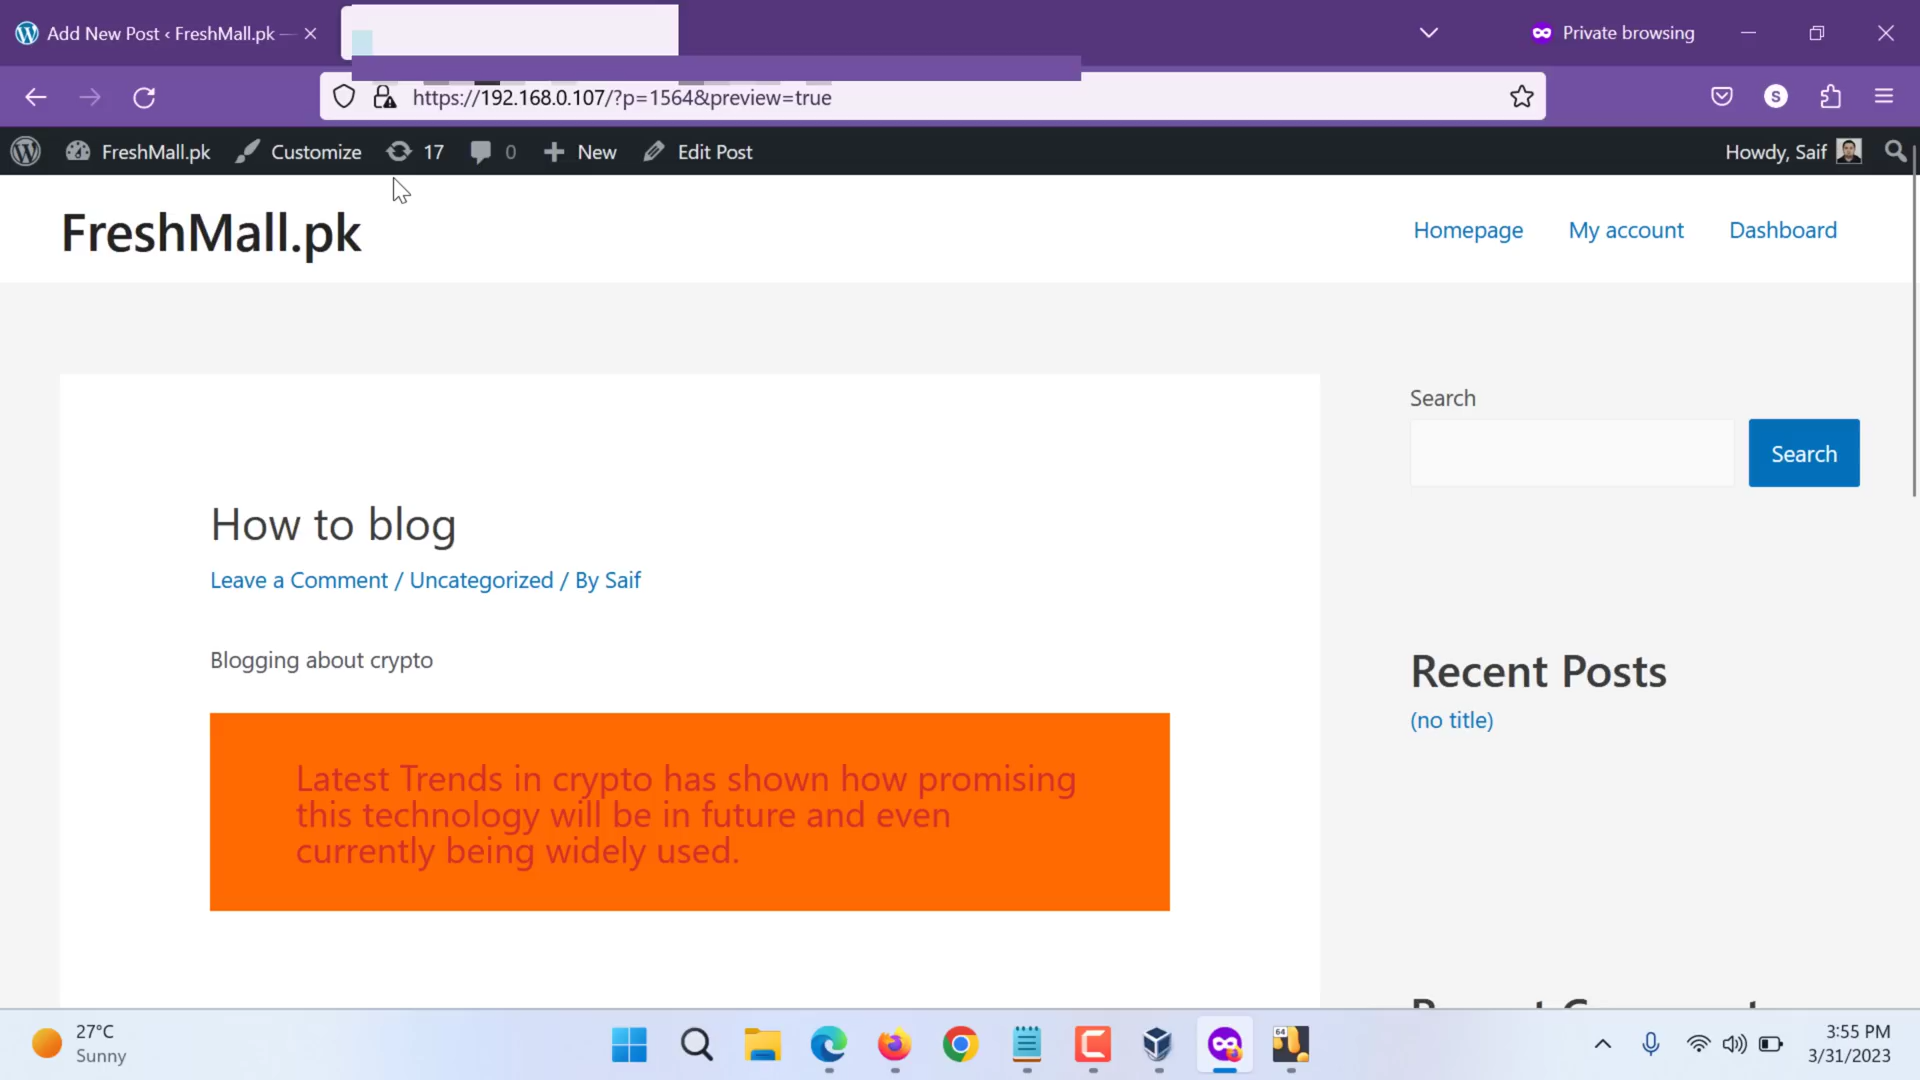 Add New Post ‹ FreshMall.pk —
Private browsing
https://192.168.0.107/?p=1564&preview=true
S
FreshMall.pk
Customize
17
0
New
Edit Post
Howdy, Saif
FreshMall.pk
Homepage
My account
Dashboard
Search
Search
How to blog
Leave a Comment / Uncategorized / By Saif
Blogging about crypto
Recent Posts
(no title)
Latest Trends in crypto has shown how promising
this technology will be in future and even
currently being widely used.
27°C
Sunny
64
3:55 PM
3/31/2023